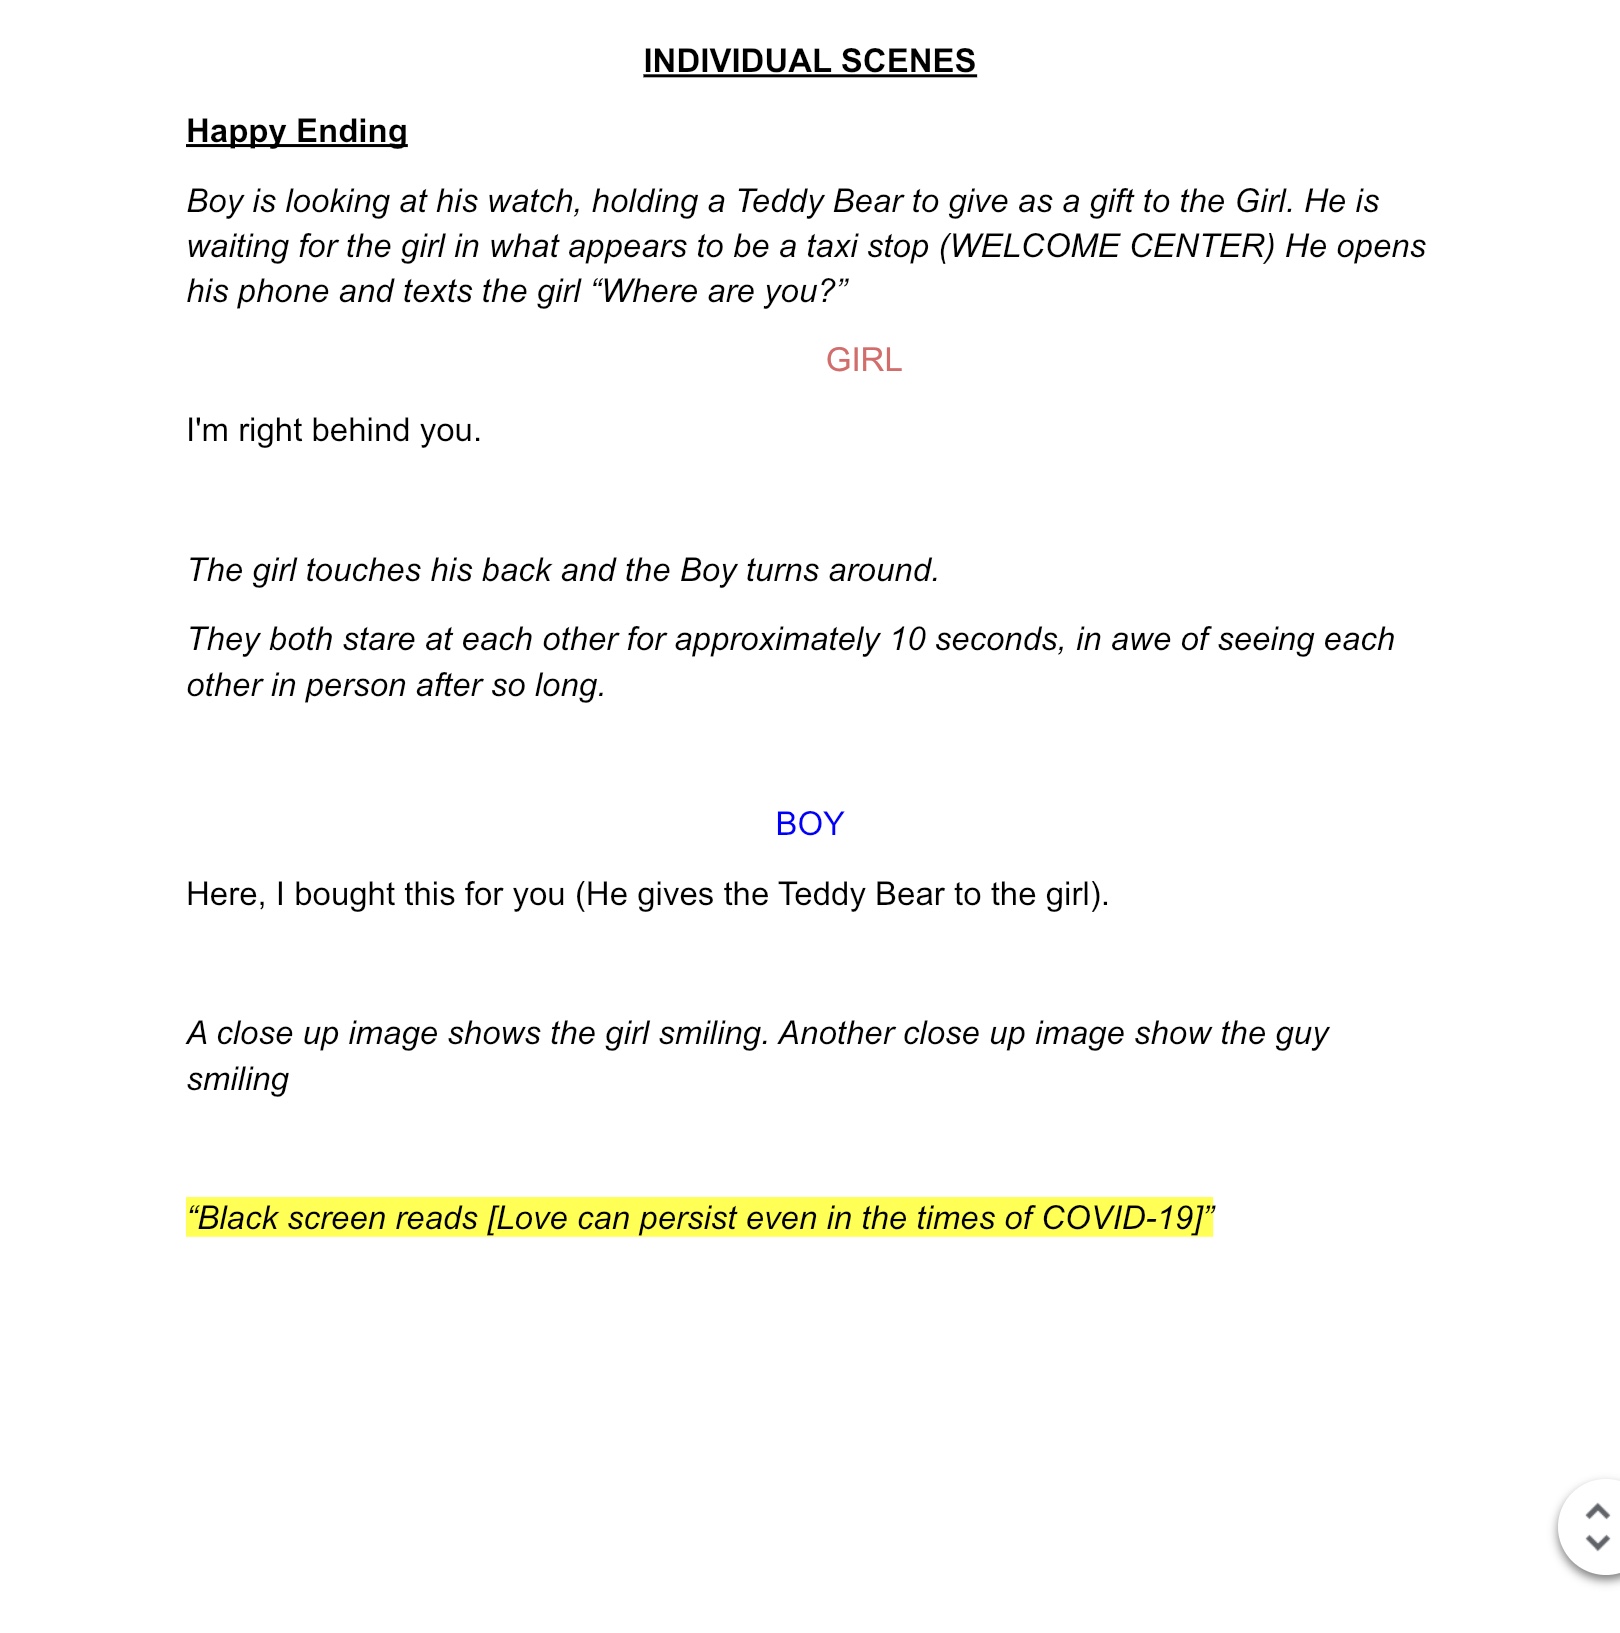 INDIVIDUAL SCENES
Happy Ending
Boy is looking at his watch, holding a Teddy Bear to give as a gift to the Girl. He is
waiting for the girl in what appears to be a taxi stop (WELCOME CENTER) He opens
his phone and texts the girl “Where are you?”
GIRL
I'm right behind you.
The girl touches his back and the Boy turns around.
They both stare at each other for approximately 10 seconds, in awe of seeing each
other in person after so long.
BOY
Here, I bought this for you (He gives the Teddy Bear to the girl).
A close up image shows the girl smiling. Another close up image show the guy
smiling
“Black screen reads [Love can persist even in the times of COVID-19]”